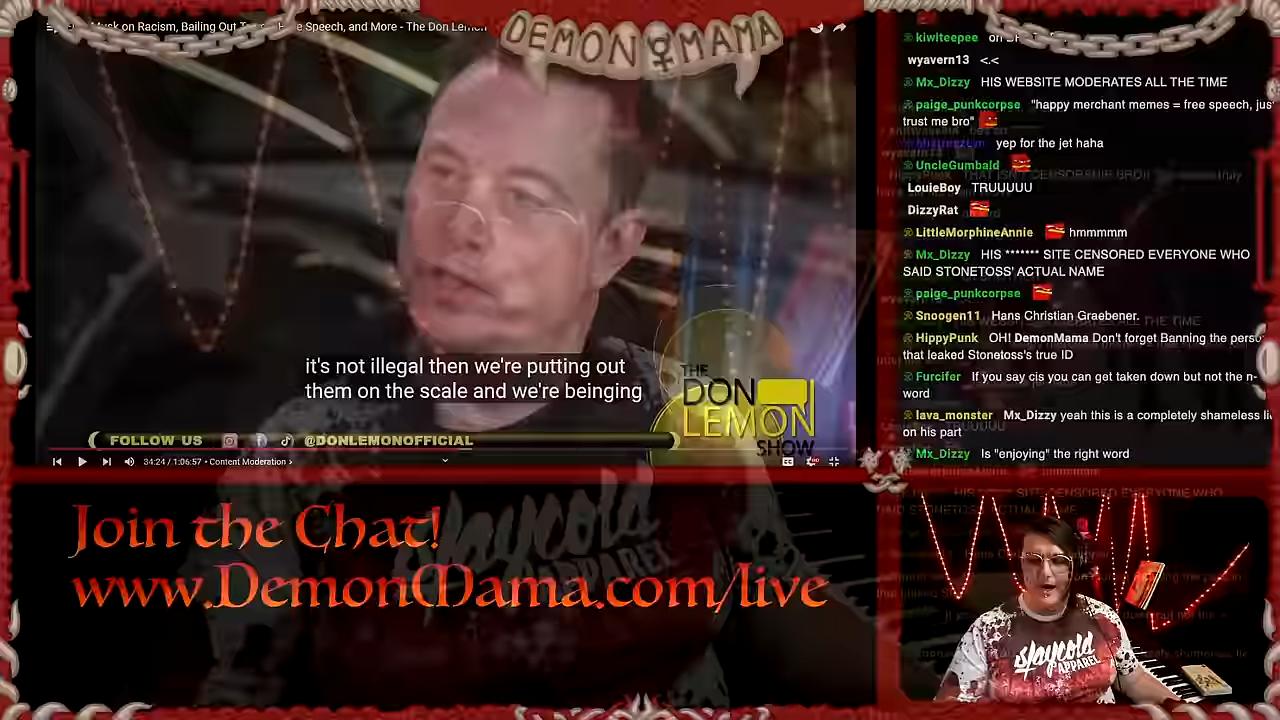 Musk on Racism, Bailing Out
Speech, and More - The Don Lemon
DEMON MAMA
it's not illegal then we're putting out
them on the scale and we're beinging
THE
DON
LEMON
SHOW
FOLLOW US @DONLEMONOFFICIAL
34:24 / 1:06:57 • Content Moderation ›
Join the Chat!
www.DemonMama.com/live
kiwiteepee on
wyavern13 <.<
Mx_Dizzy HIS WEBSITE MODERATES ALL THE TIME
paige_punkcorpse "happy merchant memes = free speech, jus
trust me bro"
yep for the jet haha
UncleGumbald
LouieBoy TRUUUUU
DizzyRat
LittleMorphineAnnie hmmmmm
Mx_Dizzy HIS ******* SITE CENSORED EVERYONE WHO
SAID STONETOSS' ACTUAL NAME
paige_punkcorpse
Snoogen11 Hans Christian Graebener.
HippyPunk OH! DemonMama Don't forget Banning the perso
that leaked Stonetoss's true ID
Furcifer If you say cis you can get taken down but not the n-
word
lava_monster Mx_Dizzy yeah this is a completely shameless li
on his part
Mx_Dizzy Is "enjoying" the right word
slaycold
APPAREL